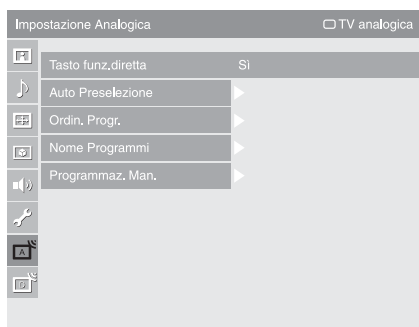 Impostazione Analogica TV analogica
Tasto funz.diretta Sì
Auto Preselezione
Ordin. Progr.
Nome Programmi
Programmaz. Man.
A